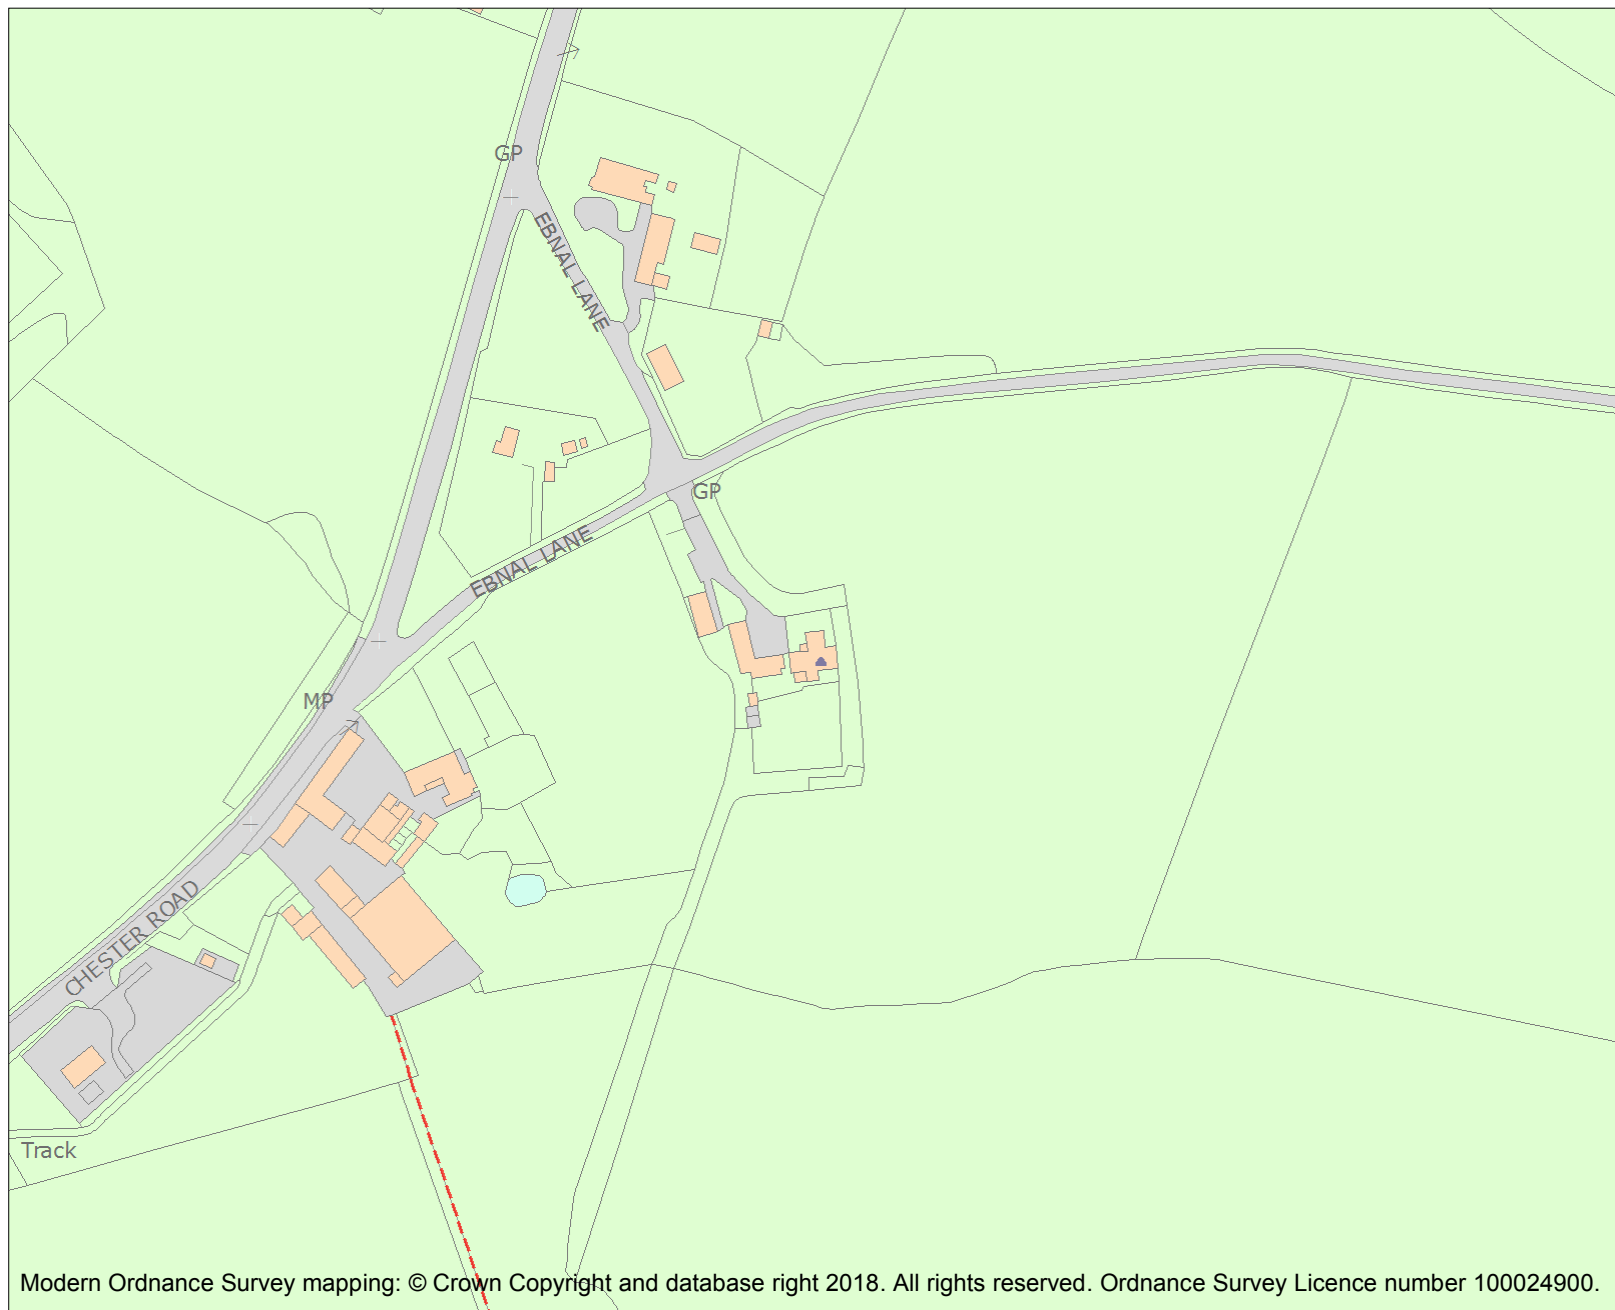 GP
EBNAL LANE
GP
EBNAL LANE
MP
CHESTER ROAD
Track
Modern Ordnance Survey mapping: © Crown Copyright and database right 2018. All rights reserved. Ordnance Survey Licence number 100024900.